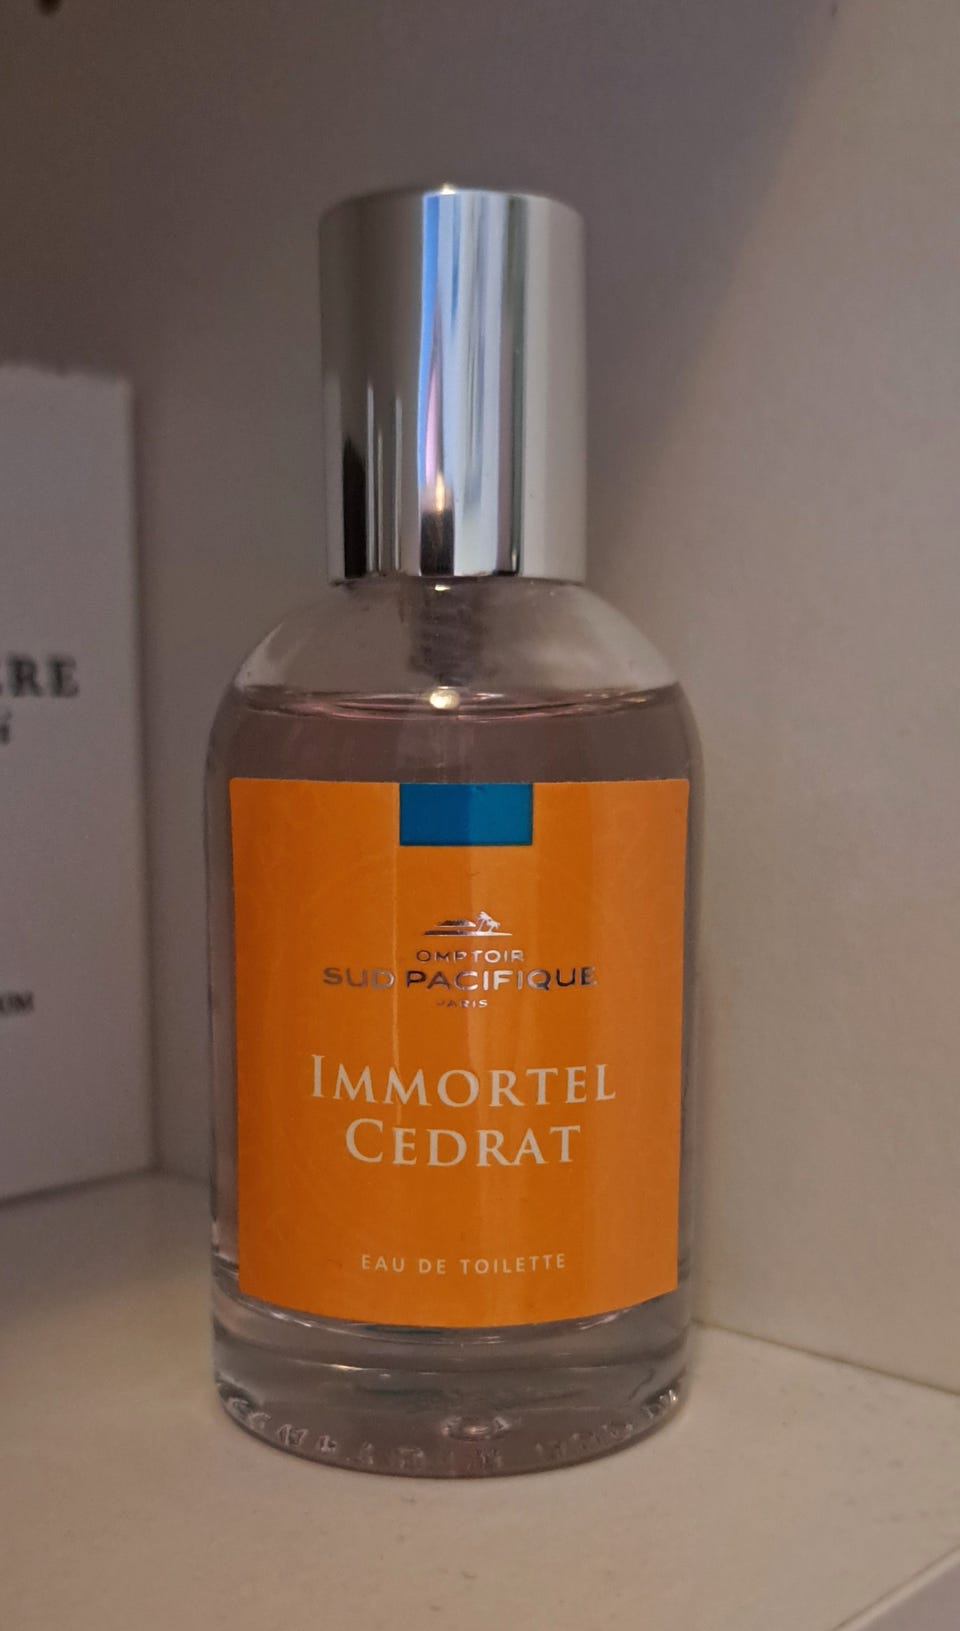 OMPTOIR
SUD PACIFIQUE
PARIS
IMMORTEL
CEDRAT
EAU DE TOILETTE